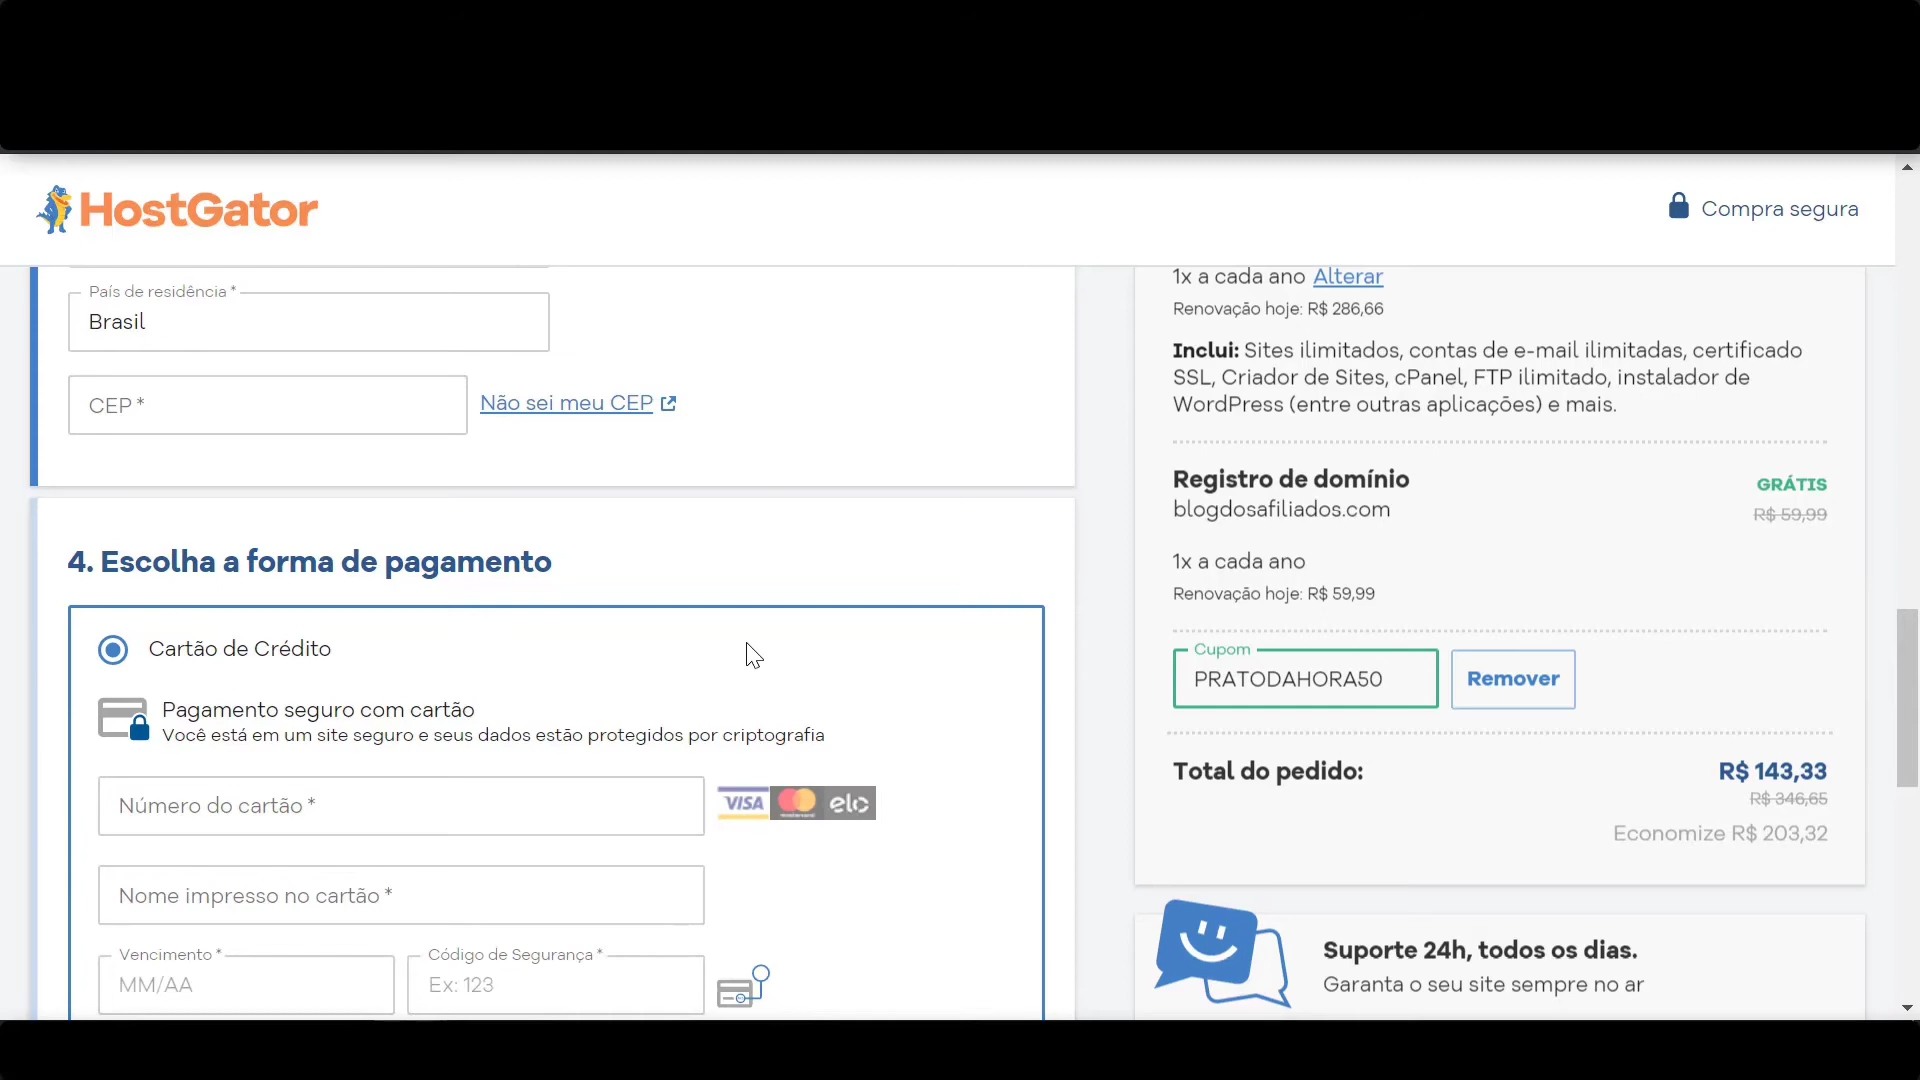 HostGator
Compra segura
País de residência *
Brasil
CEP *
Não sei meu CEP
4. Escolha a forma de pagamento
Cartão de Crédito
Pagamento seguro com cartão
Você está em um site seguro e seus dados estão protegidos por criptografia
Número do cartão *
VISA
elo
Nome impresso no cartão *
Vencimento *
MM/AA
Código de Segurança *
Ex: 123
1x a cada ano Alterar
Renovação hoje: R$ 286,66
Inclui: Sites ilimitados, contas de e-mail ilimitadas, certificado
SSL, Criador de Sites, cPanel, FTP ilimitado, instalador de
WordPress (entre outras aplicações) e mais.
Registro de domínio
GRÁTIS
blogdosafiliados.com
R$ 59,99
1x a cada ano
Renovação hoje: R$ 59,99
Cupom
PRATODAHORA50
Remover
Total do pedido:
R$ 143,33
R$ 346,65
Economize R$ 203,32
Suporte 24h, todos os dias.
Garanta o seu site sempre no ar